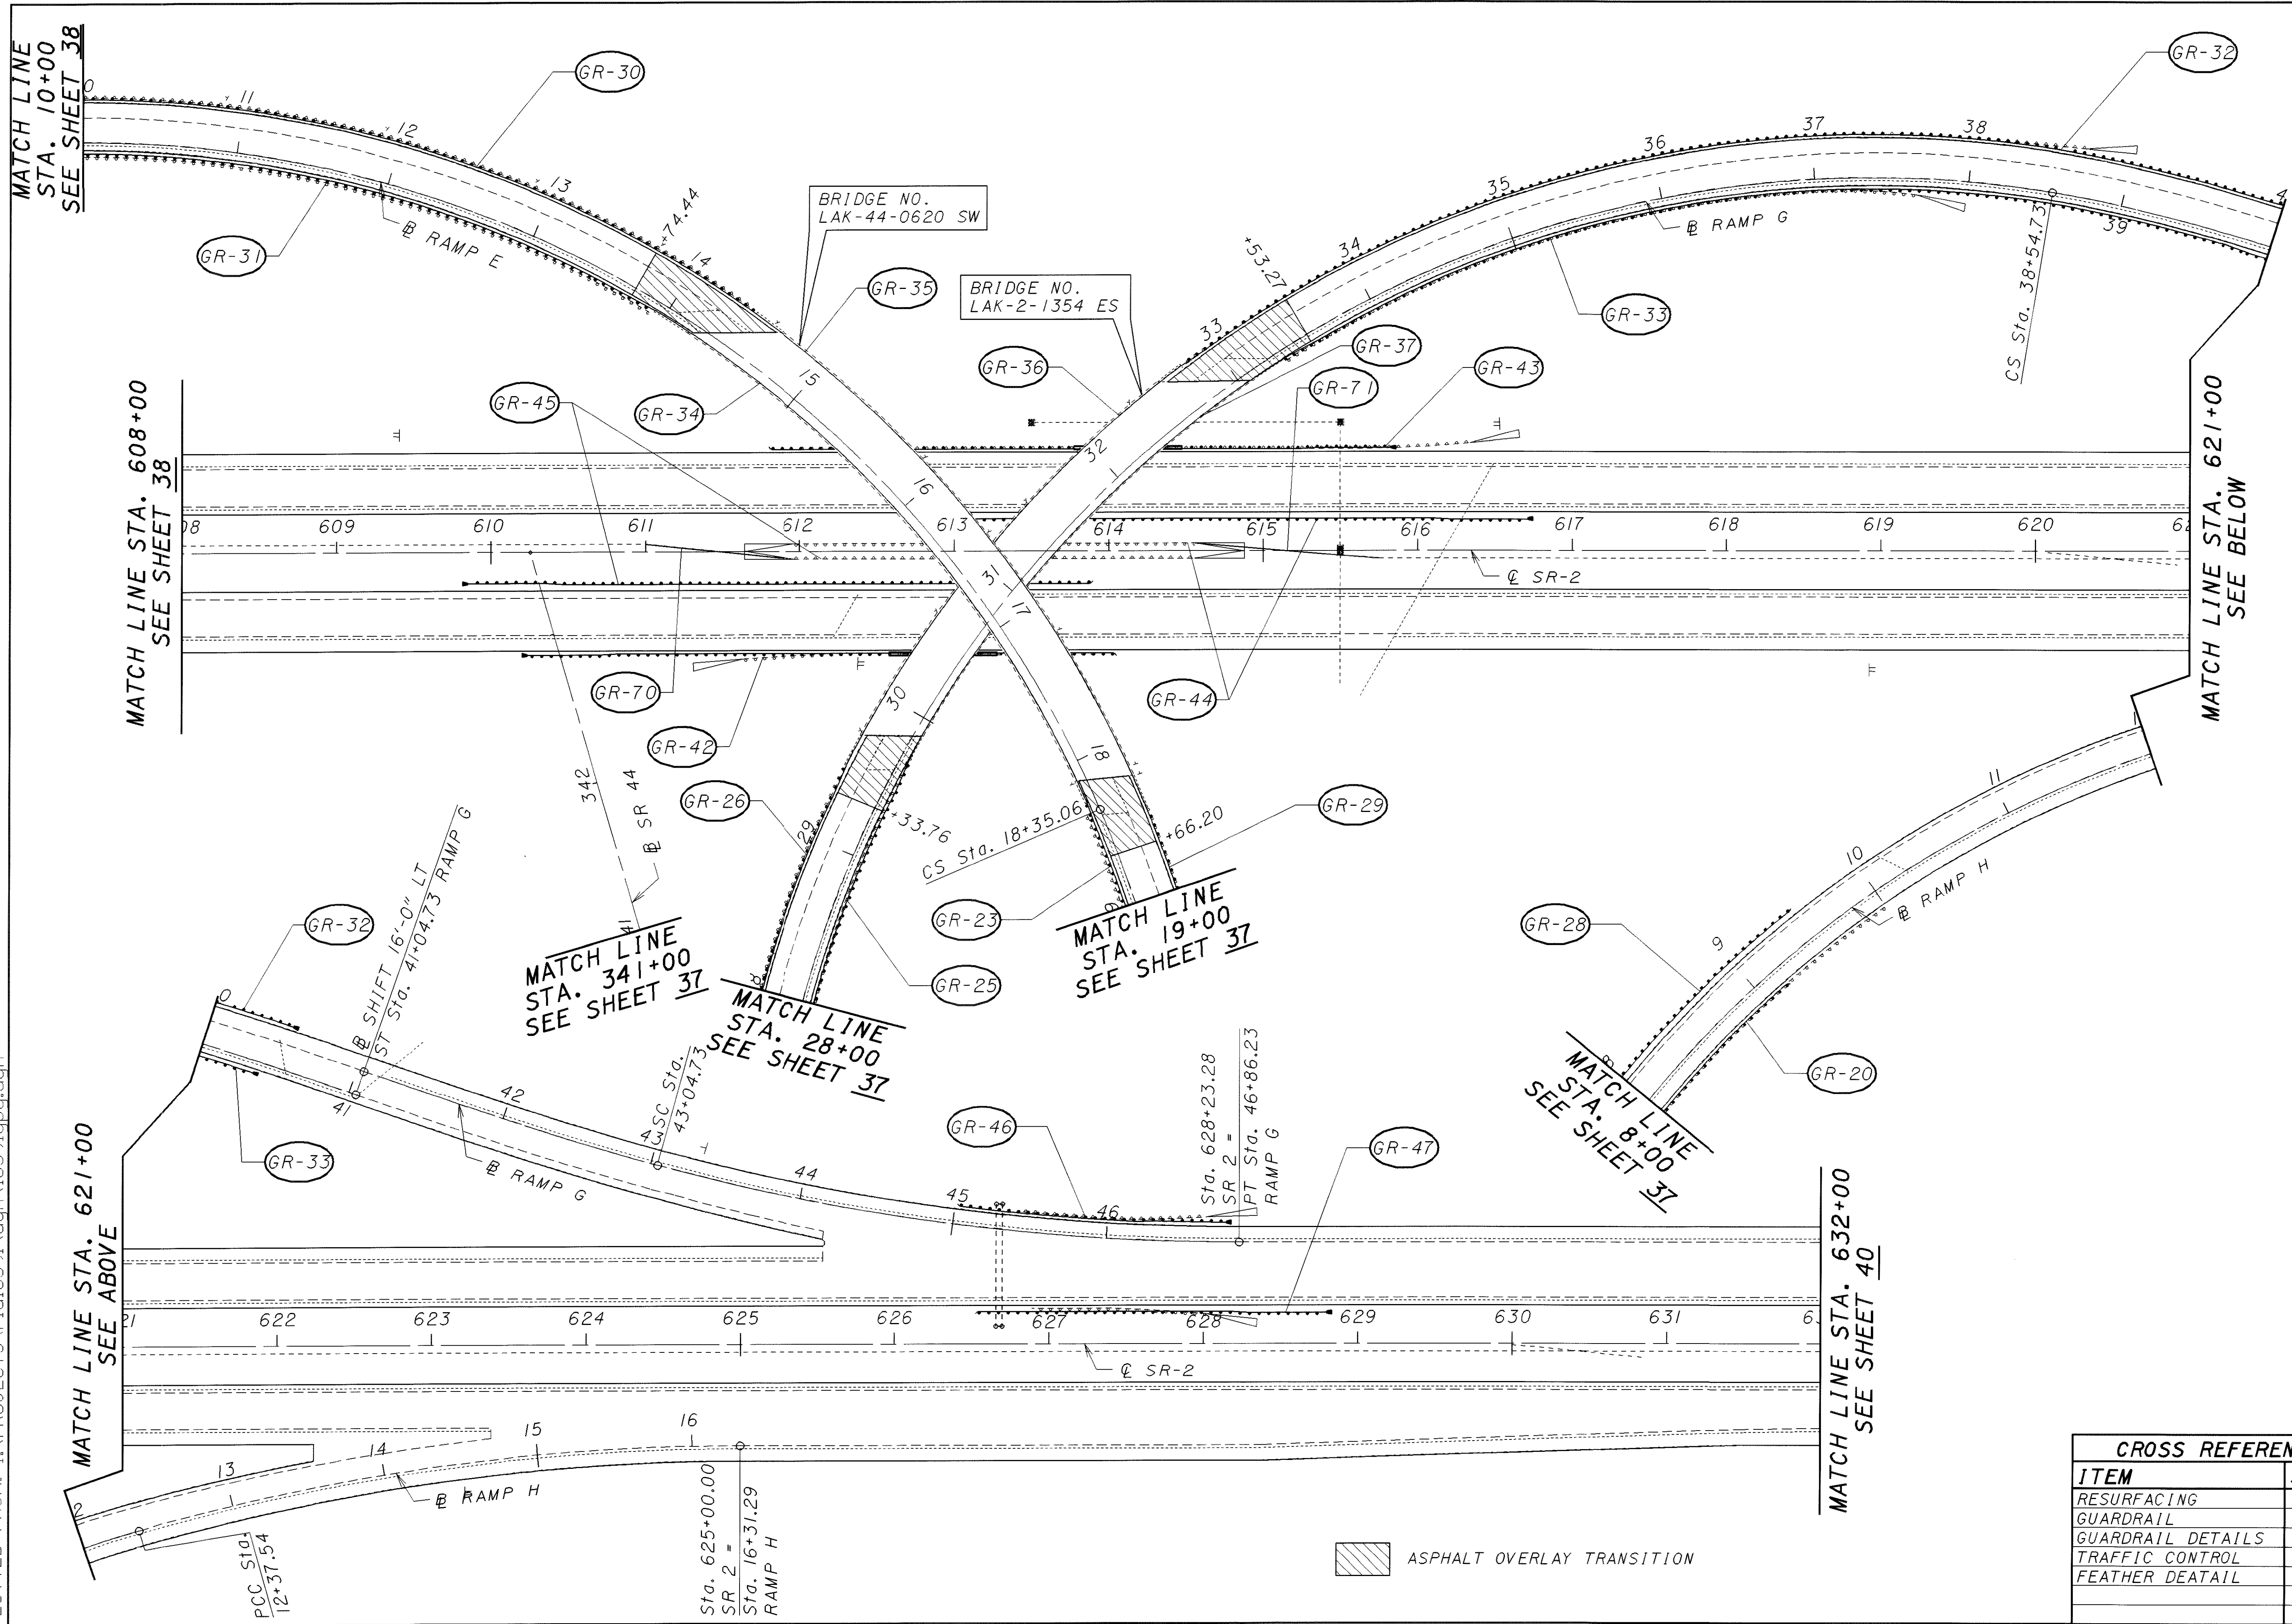 MATCH LINE
STA. 10+00
SEE SHEET 38
11
12
13
14
GR-30
GR-31
℄ RAMP E
+74.44
BRIDGE NO.
LAK-44-0620 SW
GR-35
BRIDGE NO.
LAK-2-1354 ES
GR-36
GR-34
GR-45
15
16
17
18
+53.27
33
34
35
36
37
38
39
GR-32
℄ RAMP G
GR-33
CS Sta. 38+54.73
GR-37
GR-71
GR-43
32
31
30
MATCH LINE STA. 608+00
SEE SHEET 38
609
610
611
612
613
614
615
616
617
618
619
620
℄ SR-2
MATCH LINE STA. 621+00
SEE BELOW
GR-70
GR-42
GR-44
342
℄ SR 44
41
MATCH LINE
STA. 341+00
SEE SHEET 37
GR-26
29
+33.76
GR-25
MATCH LINE
STA. 28+00
SEE SHEET 37
CS Sta. 18+35.06
+66.20
GR-29
GR-23
MATCH LINE
STA. 19+00
SEE SHEET 37
11
10
9
8
℄ RAMP H
GR-28
GR-20
MATCH LINE
STA. 8+00
SEE SHEET 37
GR-32
℄ SHIFT 16'-0" LT
ST Sta. 41+04.73 RAMP G
GR-33
41
42
43
44
45
46
℄ RAMP G
SC Sta.
43+04.73
GR-46
GR-47
Sta. 628+23.28
SR 2 =
PT Sta. 46+86.23
RAMP G
MATCH LINE STA. 621+00
SEE ABOVE
622
623
624
625
626
627
628
629
630
631
℄ SR-2
MATCH LINE STA. 632+00
SEE SHEET 40
13
14
15
16
℄ RAMP H
PCC Sta.
12+37.54
Sta. 625+00.00
SR 2 =
Sta. 16+31.29
RAMP H
ASPHALT OVERLAY TRANSITION
CROSS REFEREN
ITEM
RESURFACING
GUARDRAIL
GUARDRAIL DETAILS
TRAFFIC CONTROL
FEATHER DEATAIL